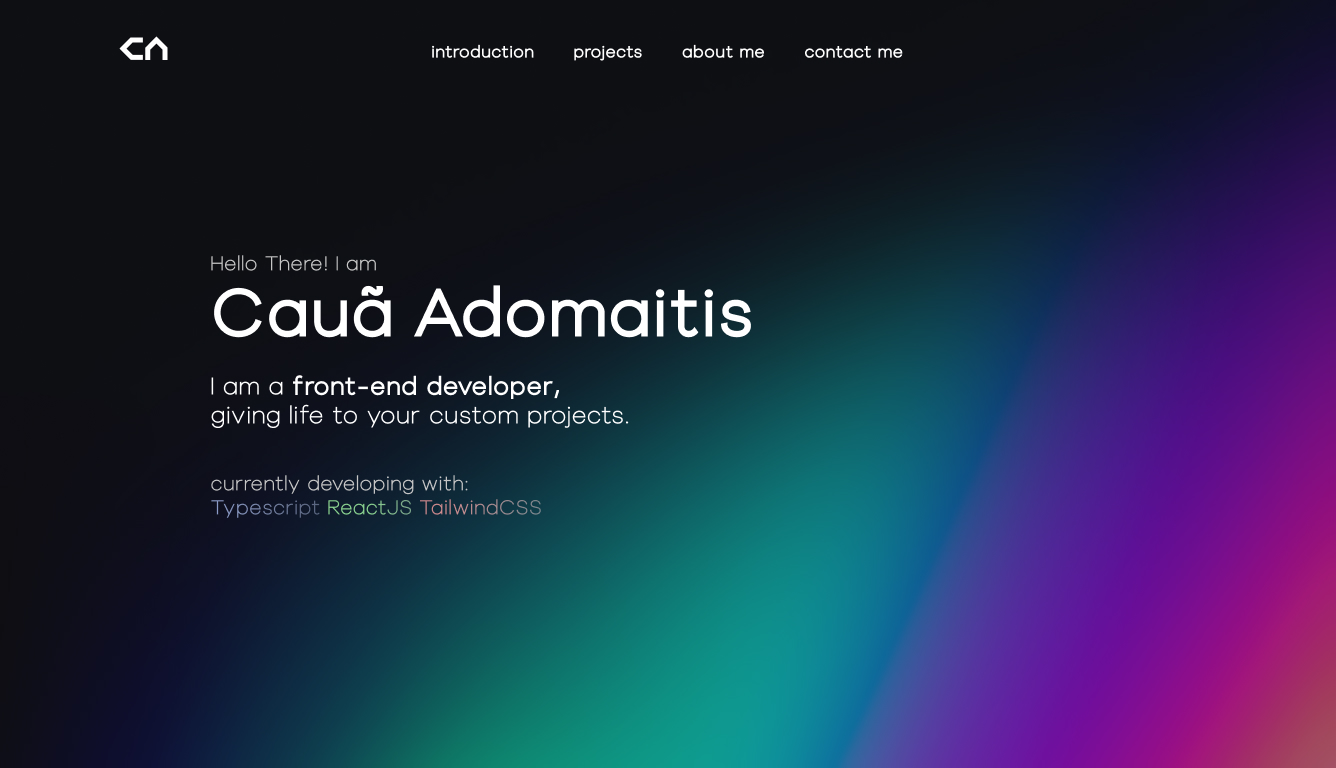 CA
introduction projects about me contact me
Hello There! I am
Cauã Adomaitis
I am a front-end developer,
giving life to your custom projects.
currently developing with:
Typescript ReactJS TailwindCSS